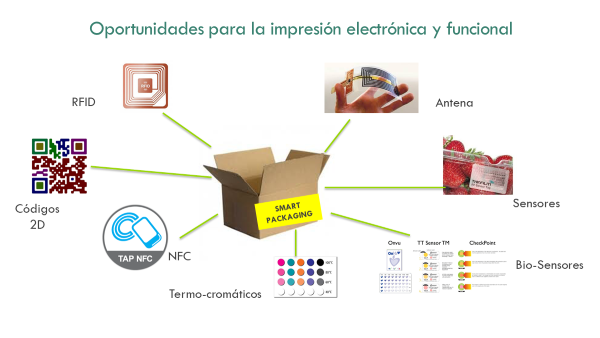 Oportunidades para la impresión electrónica y funcional
RFID
RFID
Antena
Códigos
2D
SMART
PACKAGING
Sensores
TAP NFC
NFC
Onvu
TT Sensor TM
CheckPoint
Bio-Sensores
Termo-cromáticos